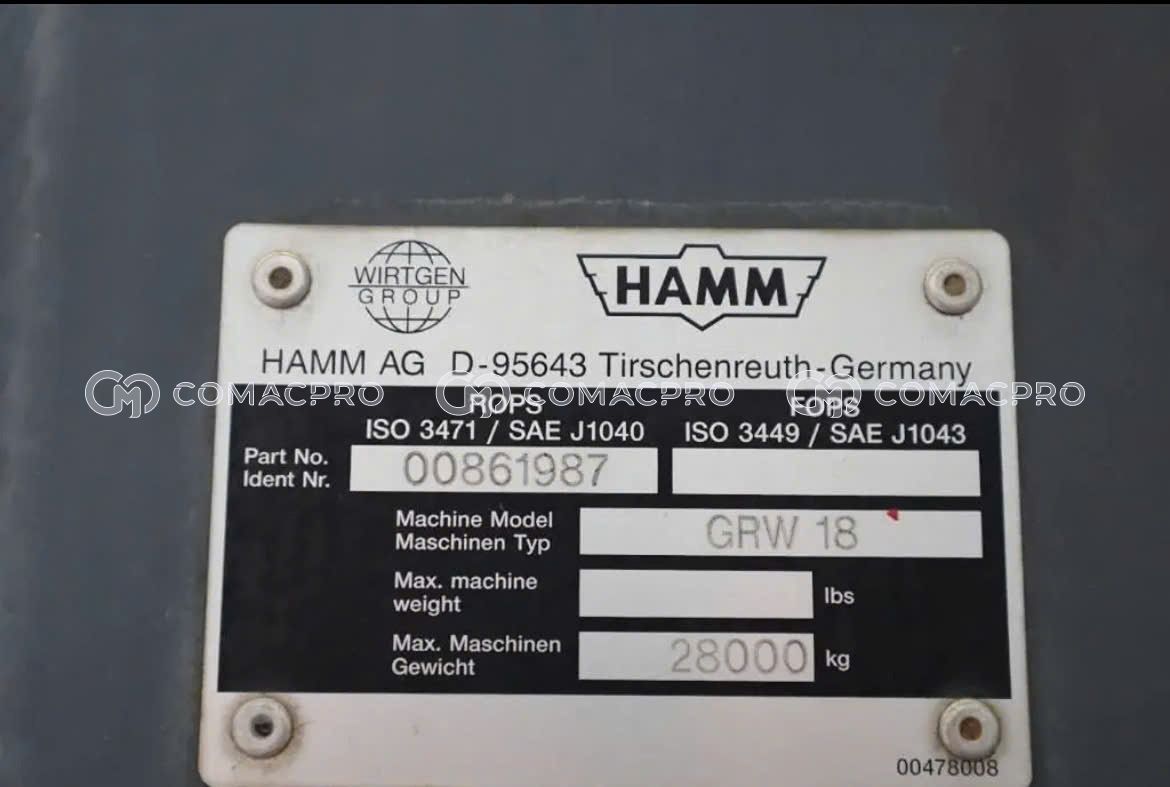 WIRTGEN
GROUP
HAMM
HAMM AG D-95643 Tirschenreuth-Germany
COMACPRO COMACPRO COMACPRO
ROPS
ISO 3471 / SAE J1040
FOPS
ISO 3449 / SAE J1043
Part No.
Ident Nr.
00861987
Machine Model
Maschinen Typ
GRW 18
Max. machine
weight
lbs
Max. Maschinen
Gewicht
28000 kg
00478008